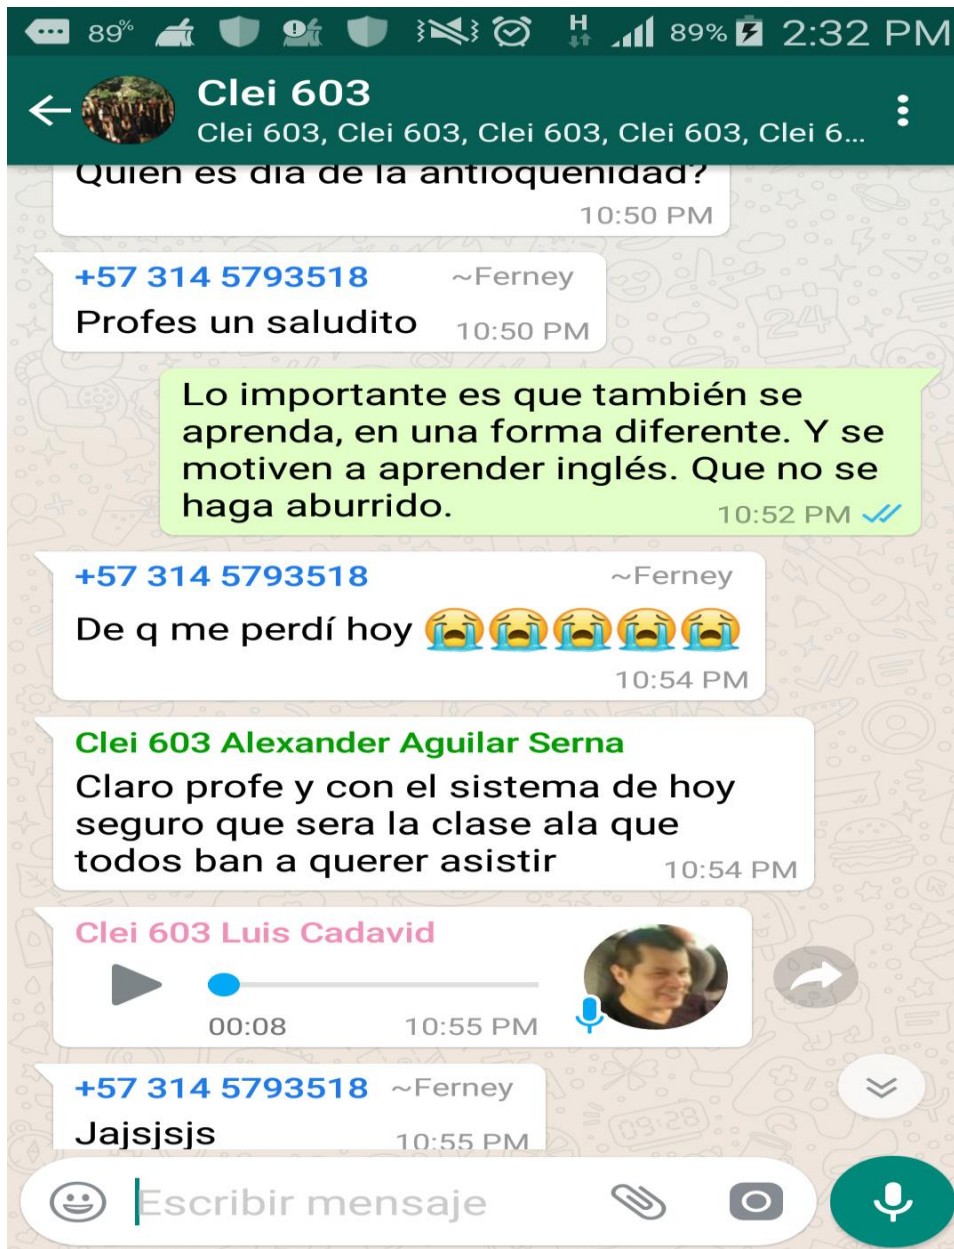 89% H 89% 2:32 PM
Clei 603
Clei 603, Clei 603, Clei 603, Clei 603, Clei 6...
Quien es dia de la antioquenidad?
10:50 PM
+57 314 5793518 ~Ferney
Profes un saludito 10:50 PM
Lo importante es que también se
aprenda, en una forma diferente. Y se
motiven a aprender inglés. Que no se
haga aburrido. 10:52 PM
+57 314 5793518 ~Ferney
De q me perdí hoy 😭😭😭😭😭
10:54 PM
Clei 603 Alexander Aguilar Serna
Claro profe y con el sistema de hoy
seguro que sera la clase ala que
todos ban a querer asistir 10:54 PM
Clei 603 Luis Cadavid
00:08 10:55 PM
+57 314 5793518 ~Ferney
Jajsjsjs 10:55 PM
Escribir mensaje